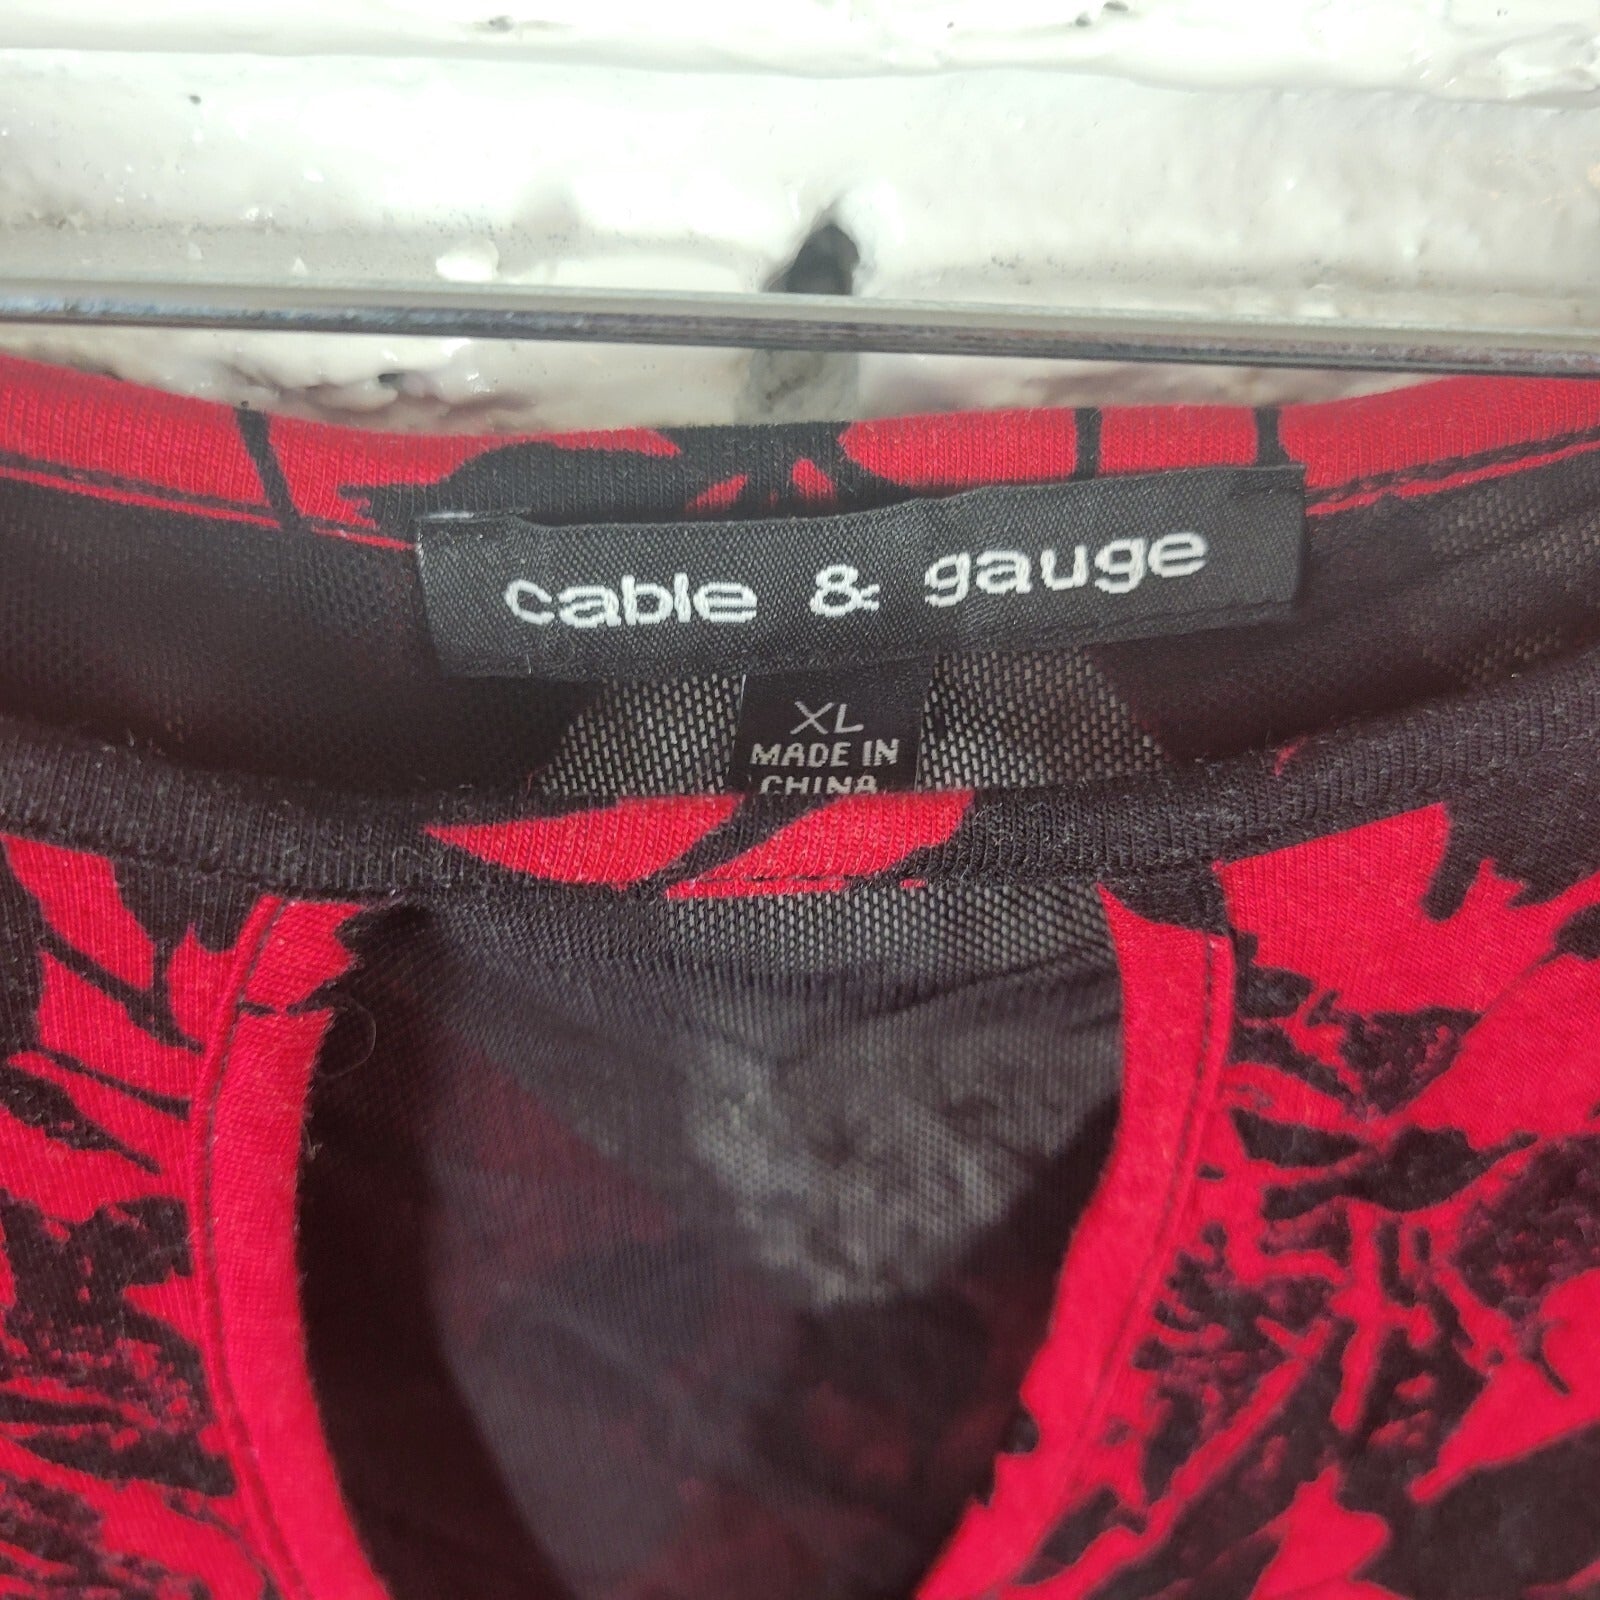 cable & gauge
XL
MADE IN
CHINA